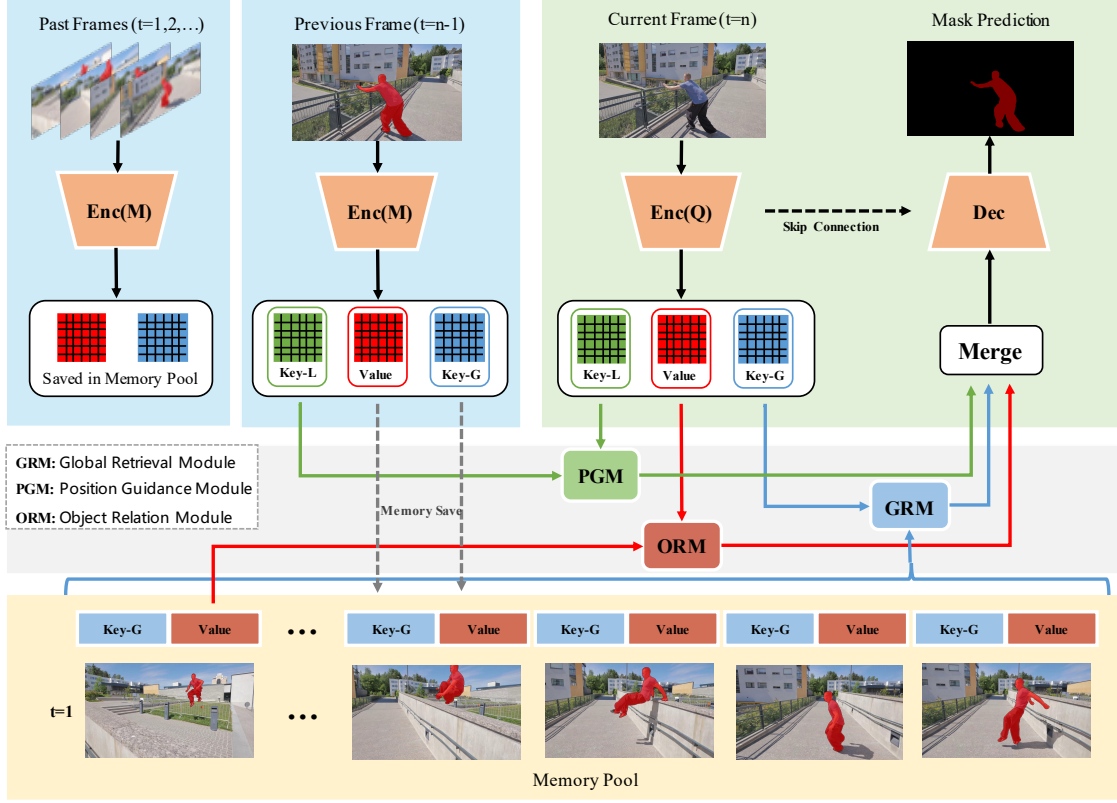 Past Frames (t=1,2,…)
Previous Frame (t=n-1)
Current Frame (t=n)
Mask Prediction
Enc(M)
Enc(M)
Enc(Q)
Skip Connection
Dec
Saved in Memory Pool
Key-L
Value
Key-G
Key-L
Value
Key-G
Merge
GRM: Global Retrieval Module
PGM: Position Guidance Module
ORM: Object Relation Module
PGM
Memory Save
GRM
ORM
Key-G Value ... Key-G Value Key-G Value Key-G Value Key-G Value
t=1 ...
Memory Pool